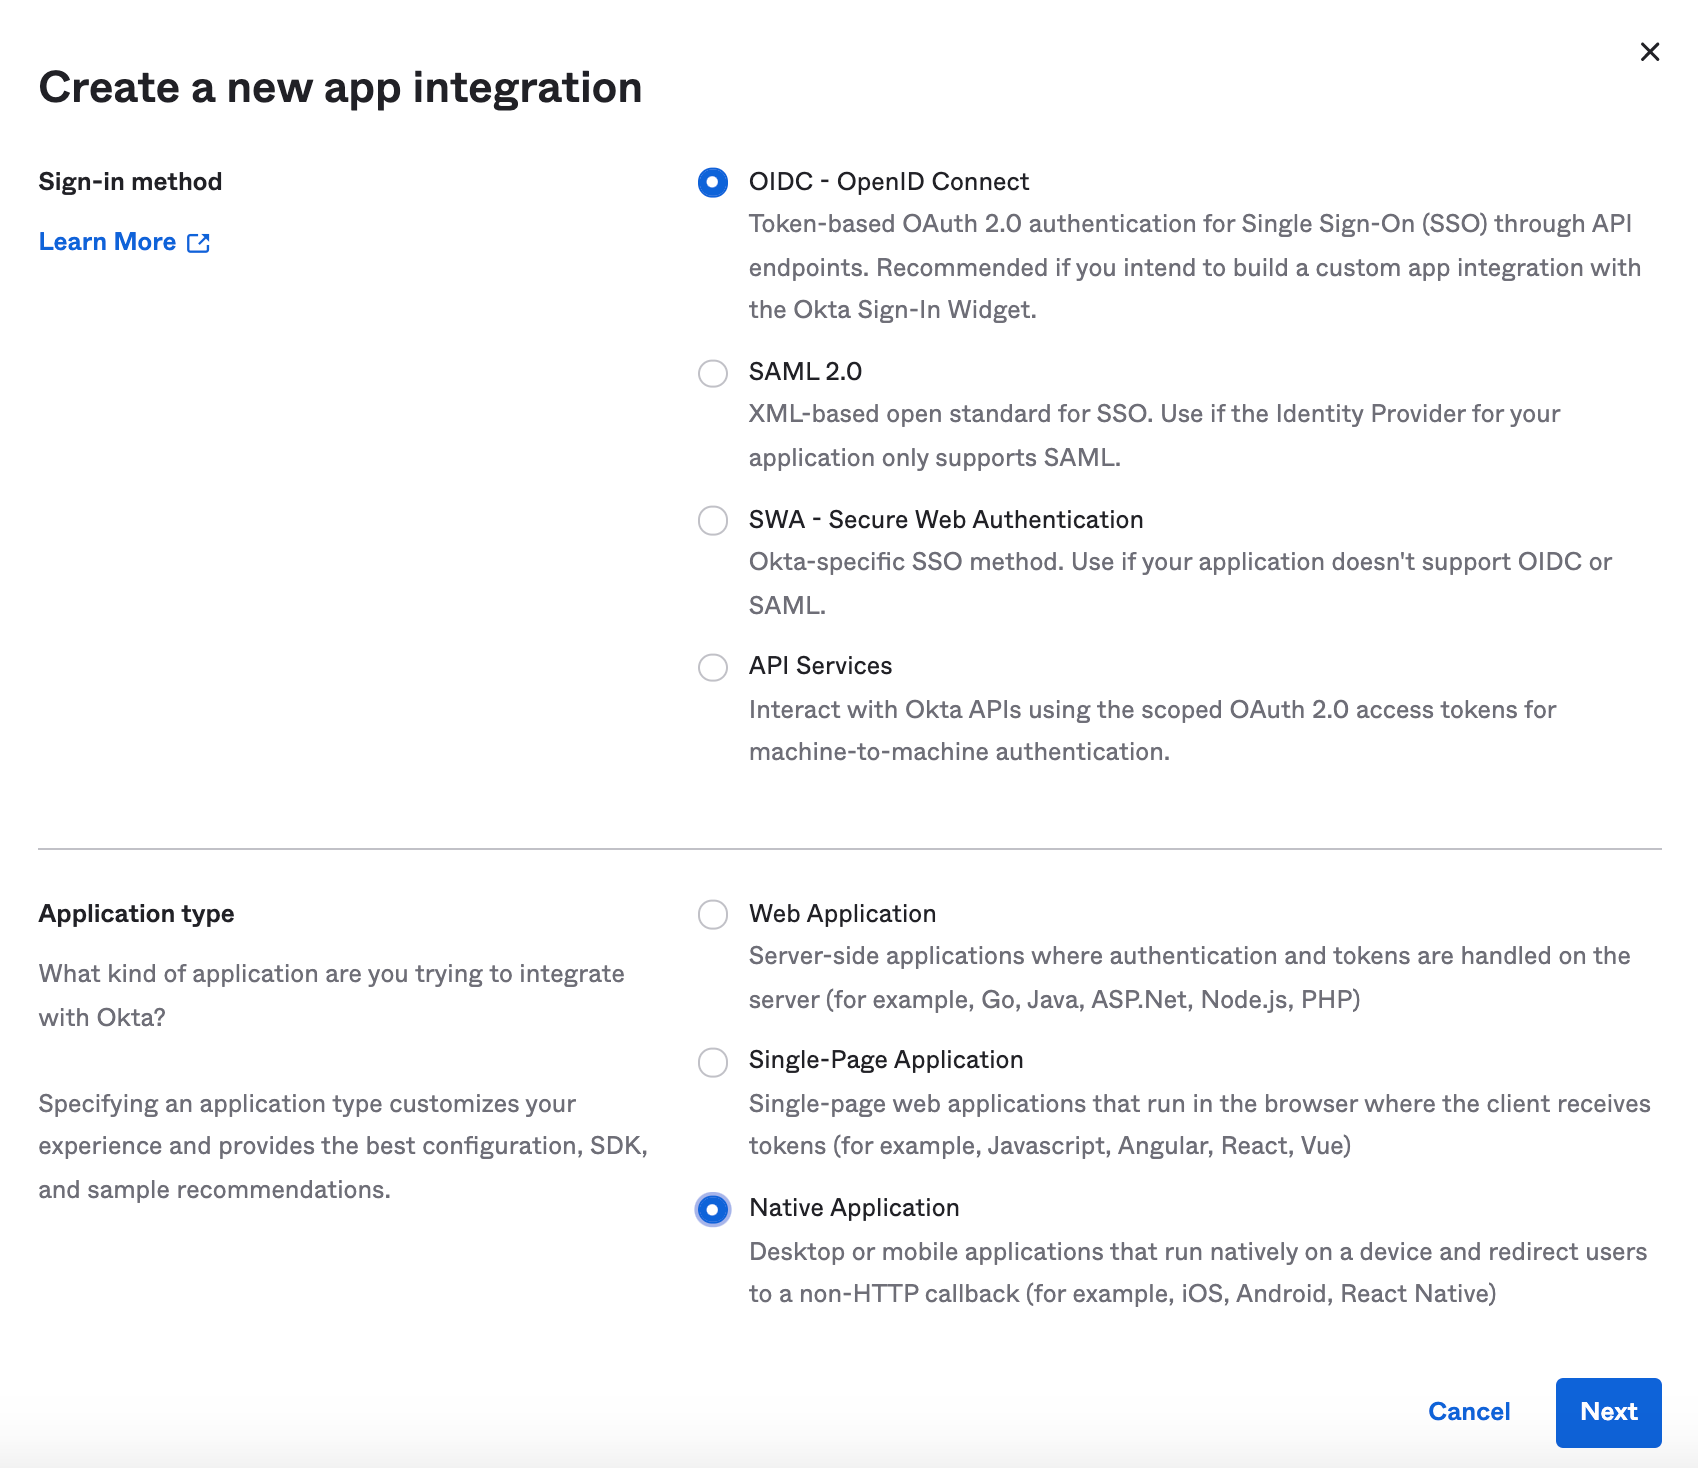 Create a new app integration
Sign-in method
Learn More
OIDC - OpenID Connect
Token-based OAuth 2.0 authentication for Single Sign-On (SSO) through API
endpoints. Recommended if you intend to build a custom app integration with
the Okta Sign-In Widget.
SAML 2.0
XML-based open standard for SSO. Use if the Identity Provider for your
application only supports SAML.
SWA - Secure Web Authentication
Okta-specific SSO method. Use if your application doesn't support OIDC or
SAML.
API Services
Interact with Okta APIs using the scoped OAuth 2.0 access tokens for
machine-to-machine authentication.
Application type
What kind of application are you trying to integrate
with Okta?
Specifying an application type customizes your
experience and provides the best configuration, SDK,
and sample recommendations.
Web Application
Server-side applications where authentication and tokens are handled on the
server (for example, Go, Java, ASP.Net, Node.js, PHP)
Single-Page Application
Single-page web applications that run in the browser where the client receives
tokens (for example, Javascript, Angular, React, Vue)
Native Application
Desktop or mobile applications that run natively on a device and redirect users
to a non-HTTP callback (for example, iOS, Android, React Native)
Cancel
Next